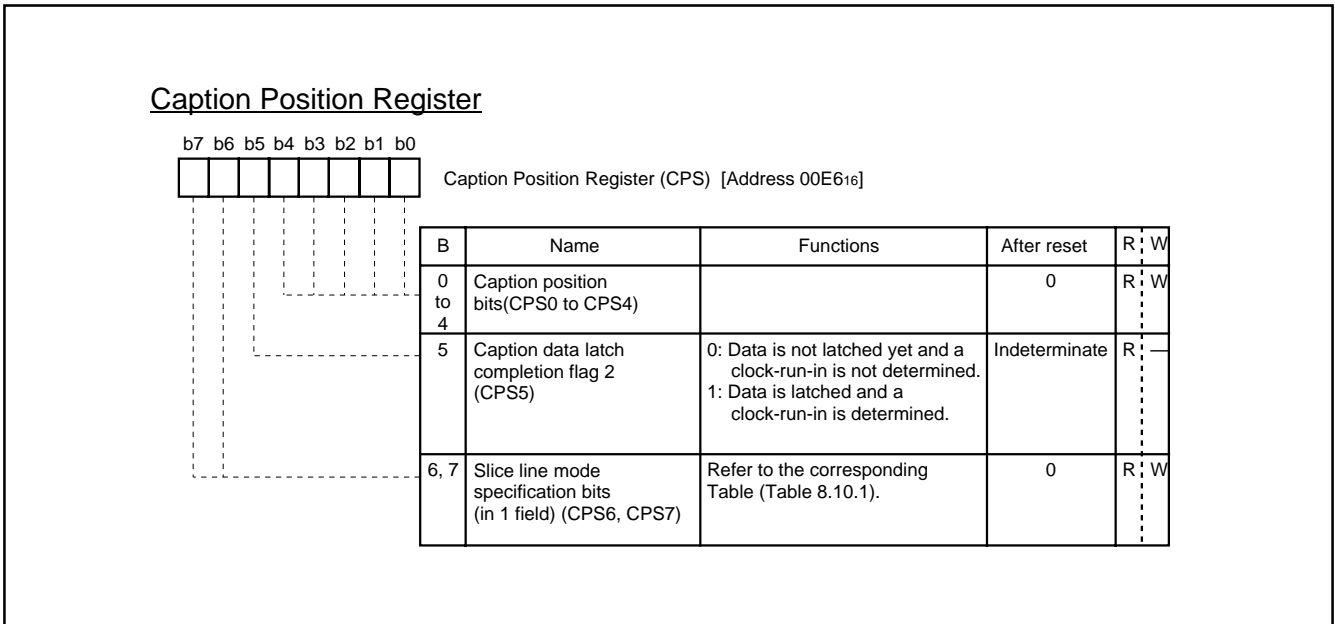 Caption Position Register
b7 b6 b5 b4 b3 b2 b1 b0
Caption Position Register (CPS) [Address 00E616]
B Name Functions After reset R W
0 to 4
Caption position
bits(CPS0 to CPS4)
0 R W
5
Caption data latch
completion flag 2
(CPS5)
0: Data is not latched yet and a
clock-run-in is not determined.
1: Data is latched and a
clock-run-in is determined.
Indeterminate R —
6, 7
Slice line mode
specification bits
(in 1 field) (CPS6, CPS7)
Refer to the corresponding
Table (Table 8.10.1).
0 R W